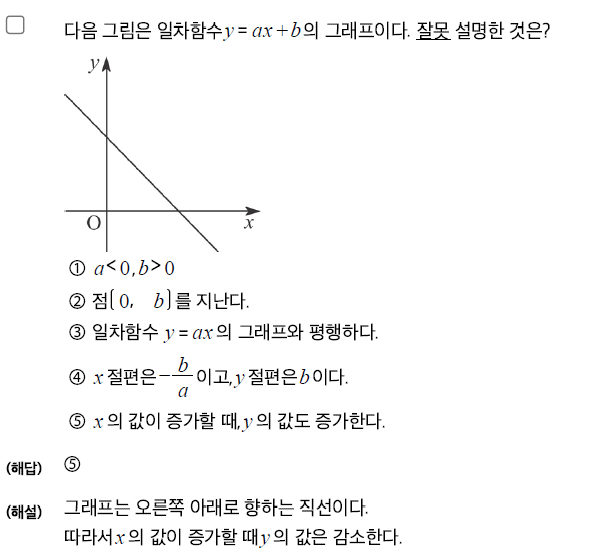 다음 그림은 일차함수 y = ax + b의 그래프이다. 잘못 설명한 것은?
y
O
x
① a < 0, b > 0
② 점(0, b)를 지난다.
③ 일차함수 y = ax의 그래프와 평행하다.
④ x절편은 -b/a이고, y절편은 b이다.
⑤ x의 값이 증가할 때, y의 값도 증가한다.
(해답) ⑤
(해설) 그래프는 오른쪽 아래로 향하는 직선이다.
따라서 x의 값이 증가할 때 y의 값은 감소한다.